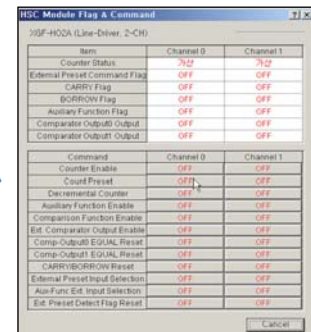 HSC Module Flag & Command
XGF-HO2A (Line-Driver, 2-CH)
Item Channel 0 Channel 1
Counter Status 가산 가산
External Preset Command Flag OFF OFF
CARRY Flag OFF OFF
BORROW Flag OFF OFF
Auxiliary Function Flag OFF OFF
Comparator Output0 Output OFF OFF
Comparator Output1 Output OFF OFF
Command Channel 0 Channel 1
Counter Enable OFF OFF
Count Preset OFF OFF
Decremental Counter OFF OFF
Auxiliary Function Enable OFF OFF
Comparison Function Enable OFF OFF
Ext. Comparator Output Enable OFF OFF
Comp-Output0 EQUAL Reset OFF OFF
Comp-Output1 EQUAL Reset OFF OFF
CARRY/BORROW Reset OFF OFF
External Preset Input Selection OFF OFF
Aux-Func Ext. Input Selection OFF OFF
Ext. Preset Detect Flag Reset OFF OFF
Cancel